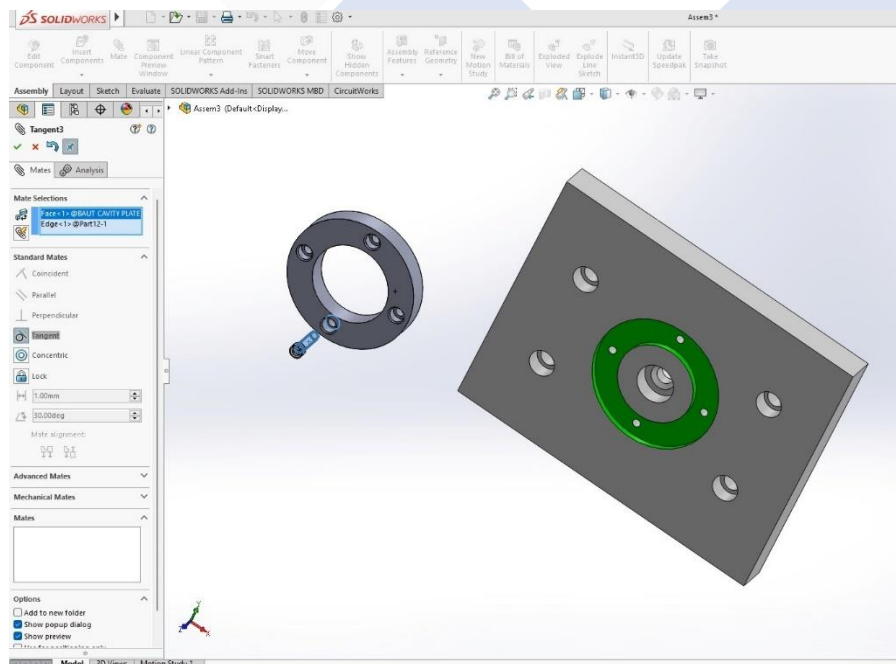 SOLIDWORKS
Assem3 *
Edit Component
Insert Components
Mate
Component Preview Window
Linear Component Pattern
Smart Fasteners
Move Component
Show Hidden Components
Assembly Features
Reference Geometry
New Motion Study
Bill of Materials
Exploded View
Explode Line Sketch
Instant3D
Update Speedpak
Take Snapshot
Assembly Layout Sketch Evaluate SOLIDWORKS Add-Ins SOLIDWORKS MBD CircuitWorks
Assem3 (Default<Display...
Tangent3
Mates Analysis
Mate Selections
Face<1>@BAUT CAVITY PLATE
Edge<1>@Part12-1
Standard Mates
Coincident
Parallel
Perpendicular
Tangent
Concentric
Lock
1.00mm
30.00deg
Mate alignment:
Advanced Mates
Mechanical Mates
Mates
Options
Add to new folder
Show popup dialog
Show preview
Use for positioning only
Model 3D Views Motion Study 1
Y
Z
X